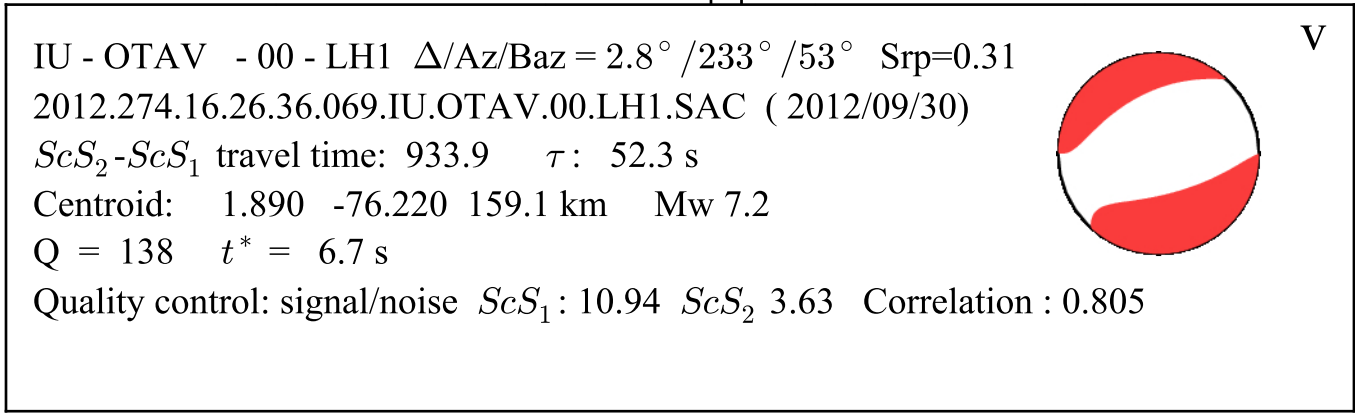 V
IU - OTAV - 00 - LH1 Δ/Az/Baz = 2.8° /233° /53° Srp=0.31
2012.274.16.26.36.069.IU.OTAV.00.LH1.SAC ( 2012/09/30)
ScS₂-ScS₁ travel time: 933.9 τ : 52.3 s
Centroid: 1.890 -76.220 159.1 km Mw 7.2
Q = 138 t* = 6.7 s
Quality control: signal/noise ScS₁: 10.94 ScS₂ 3.63 Correlation : 0.805